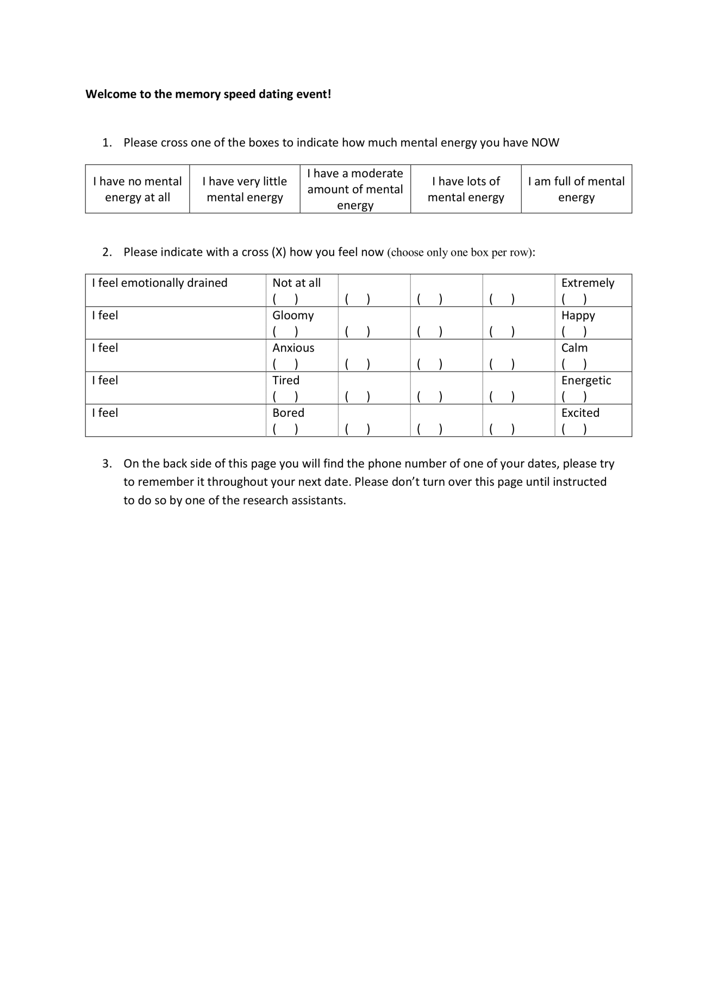 Welcome to the memory speed dating event!
1. Please cross one of the boxes to indicate how much mental energy you have NOW
I have no mental energy at all
I have very little mental energy
I have a moderate amount of mental energy
I have lots of mental energy
I am full of mental energy
2. Please indicate with a cross (X) how you feel now (choose only one box per row):
I feel emotionally drained Not at all Extremely
( ) ( ) ( ) ( ) ( )
I feel Gloomy Happy
( ) ( ) ( ) ( ) ( )
I feel Anxious Calm
( ) ( ) ( ) ( ) ( )
I feel Tired Energetic
( ) ( ) ( ) ( ) ( )
I feel Bored Excited
( ) ( ) ( ) ( ) ( )
3. On the back side of this page you will find the phone number of one of your dates, please try
to remember it throughout your next date. Please don’t turn over this page until instructed
to do so by one of the research assistants.